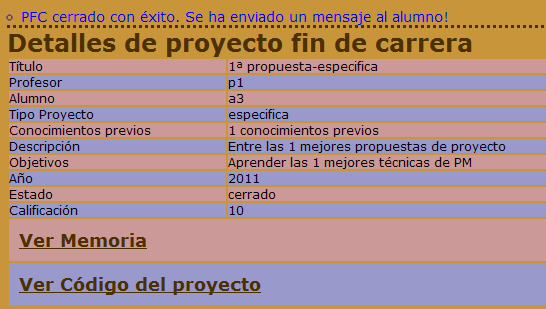 PFC cerrado con éxito. Se ha enviado un mensaje al alumno!
Detalles de proyecto fin de carrera
Título 1ª propuesta-especifica
Profesor p1
Alumno a3
Tipo Proyecto especifica
Conocimientos previos 1 conocimientos previos
Descripción Entre las 1 mejores propuestas de proyecto
Objetivos Aprender las 1 mejores técnicas de PM
Año 2011
Estado cerrado
Calificación 10
Ver Memoria
Ver Código del proyecto